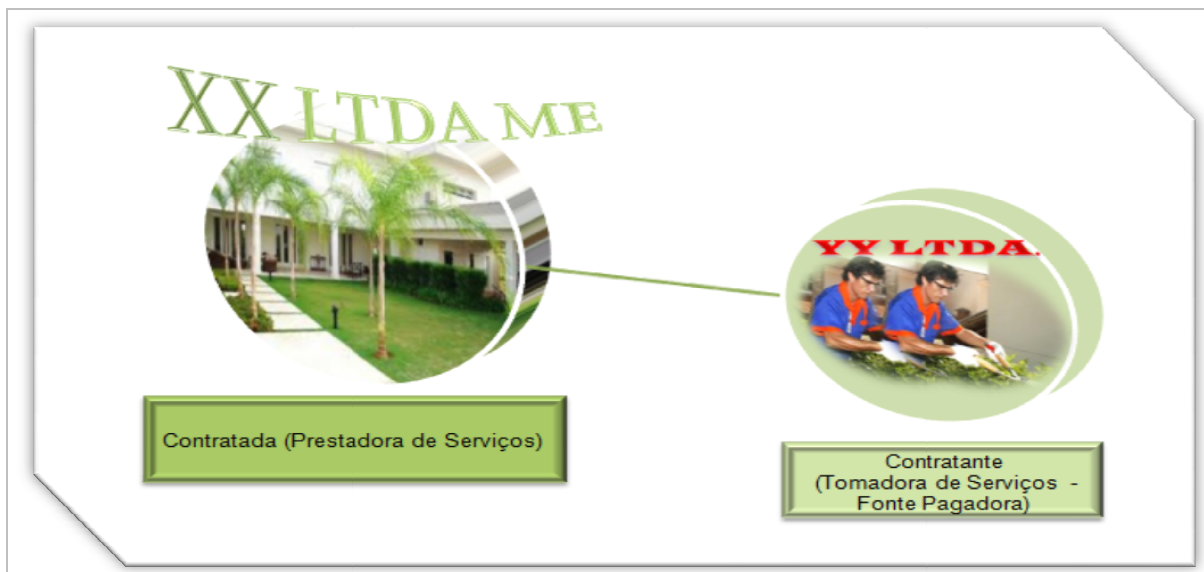 XX LTDA ME
YY LTDA.
Contratada (Prestadora de Serviços)
Contratante
(Tomadora de Serviços -
Fonte Pagadora)